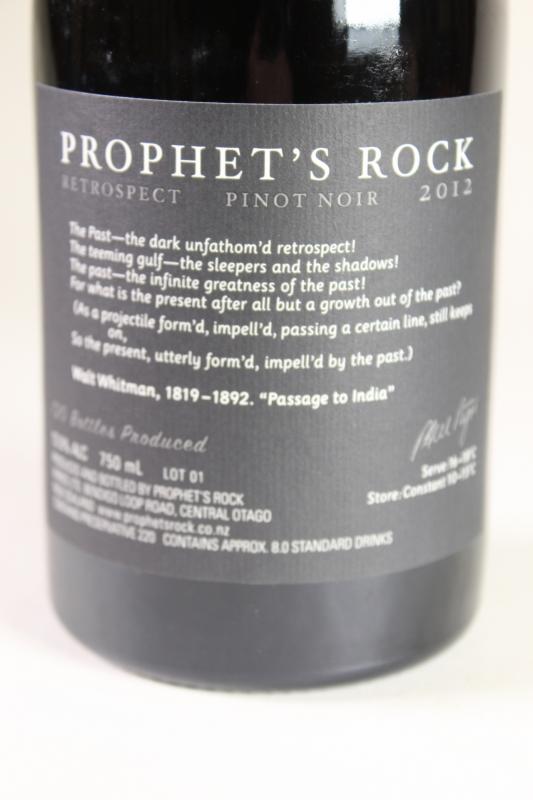 PROPHET'S ROCK
RETROSPECT PINOT NOIR 2012
The Past—the dark unfathom'd retrospect!
The teeming gulf—the sleepers and the shadows!
The past—the infinite greatness of the past!
For what is the present after all but a growth out of the past?
(As a projectile form'd, impell'd, passing a certain line, still keeps
on,
So the present, utterly form'd, impell'd by the past.)
Walt Whitman, 1819–1892. “Passage to India”
Bottles Produced
750 mL LOT 01
AND BOTTLED BY PROPHET'S ROCK
BENDIGO LOOP ROAD, CENTRAL OTAGO
www.prophetsrock.co.nz
PRESERVATIVE 220 CONTAINS APPROX. 8.0 STANDARD DRINKS
Serve 16–18°C
Store: Constant 10–15°C